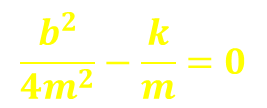 b²/4m² − k/m = 0